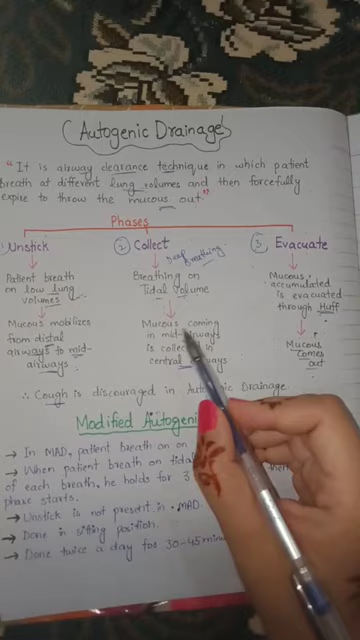 Autogenic Drainage
" It is airway clearance technique in which patient
breath at different lung volumes and then forcefully
expire to throw the mucous out"
Phases
Unstick
Patient breath
on low lung
volumes
Mucous mobilizes
from distal
airways to mid-
airways
2 Collect
Breathing on
Tidal volume
Mucous coming
in mid-airways
is collected in
central airways
3. Evacuate
Mucous
accumulated
is evacuated
through Huff
Mucous
comes
out
∴ Cough is discouraged in Autogenic Drainage
Modified Autogeni
→ In MAD, patient breath on
→ When patient breath on tidal
of each breath, he holds for 3
phase starts.
→ Unstick is not present in MAD.
→ Done in sitting position.
→ Done twice a day for 30-45 min